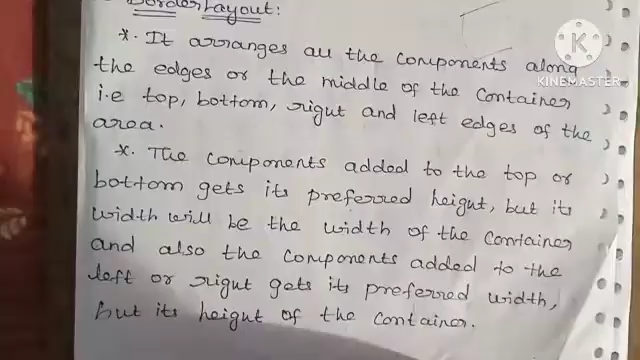 BorderLayout:
*. It arranges all the components along
the edges or the middle of the container
i.e top, bottom, right and left edges of the
area.
*. The components added to the top or
bottom gets its preferred height, but its
width will be the width of the container
and also the components added to the
left or right gets its preferred width,
but its height of the container.
KINEMASTER